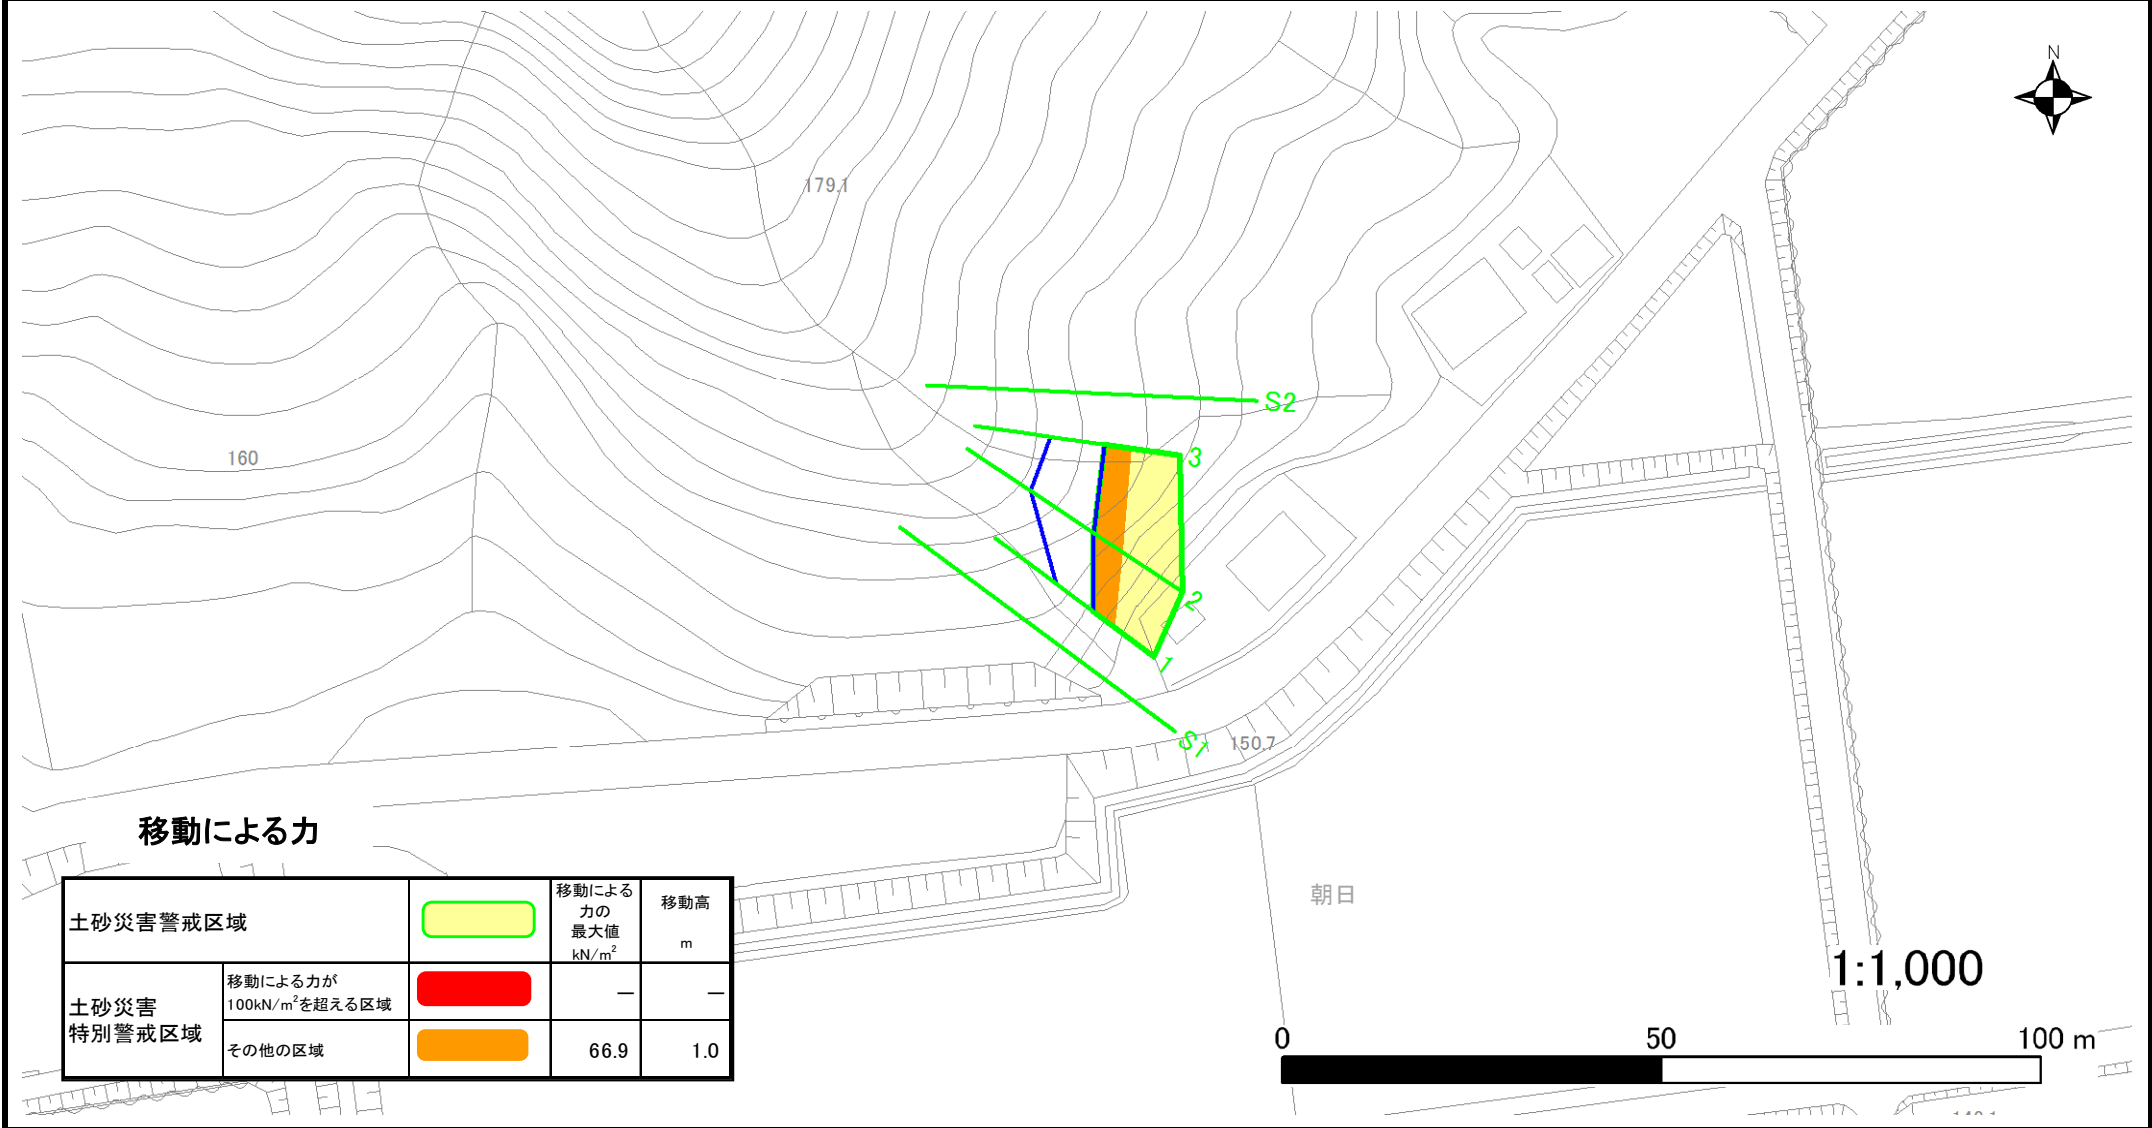 N
179.1
160
S2
3
2
1
S1
150.7
朝日
移動による力
土砂災害警戒区域
移動による
力の
最大値
kN/m²
移動高
m
土砂災害
特別警戒区域
移動による力が
100kN/m²を超える区域
—
—
その他の区域
66.9
1.0
1:1,000
0
50
100 m